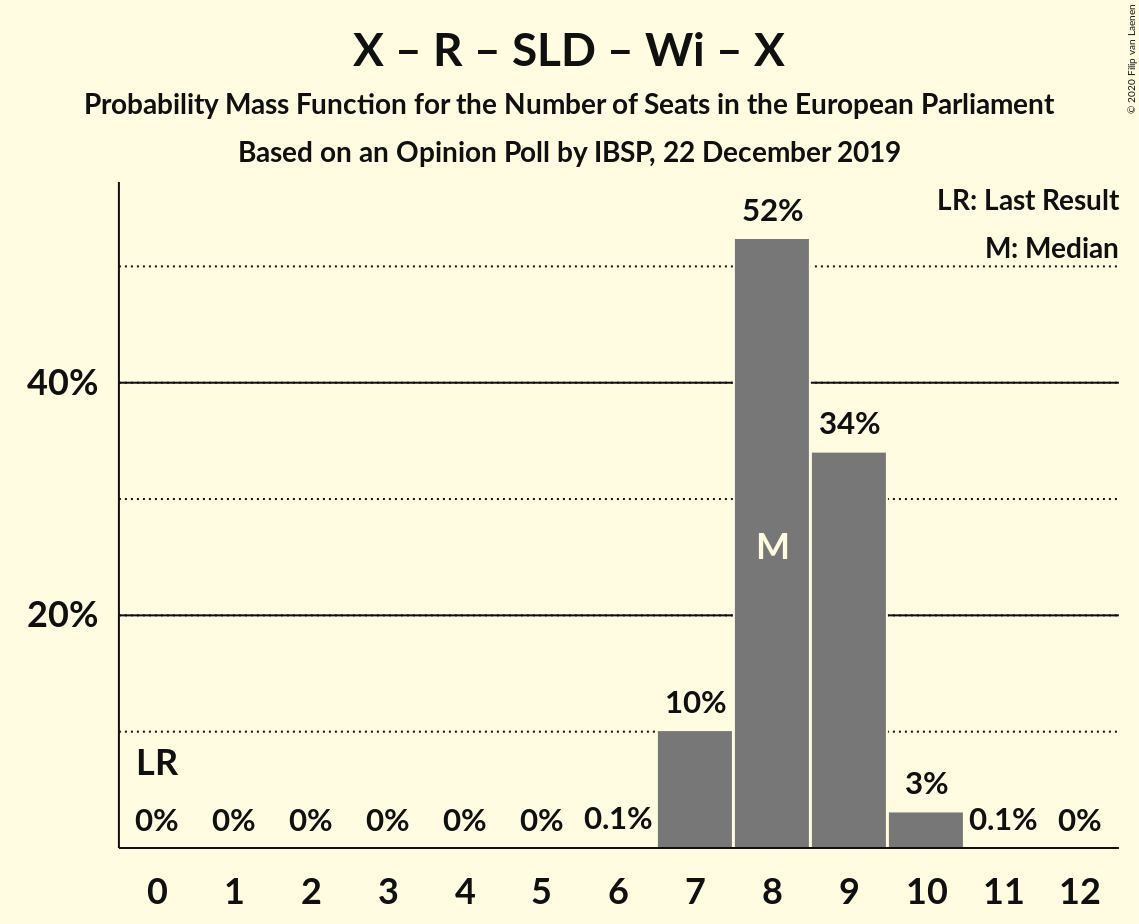 X – R – SLD – Wi – X
Probability Mass Function for the Number of Seats in the European Parliament
Based on an Opinion Poll by IBSP, 22 December 2019
© 2020 Filip van Laenen
LR: Last Result
M: Median
52%
40%
34%
M
20%
10%
LR
3%
0% 0% 0% 0% 0% 0% 0.1% 0.1% 0%
0 1 2 3 4 5 6 7 8 9 10 11 12